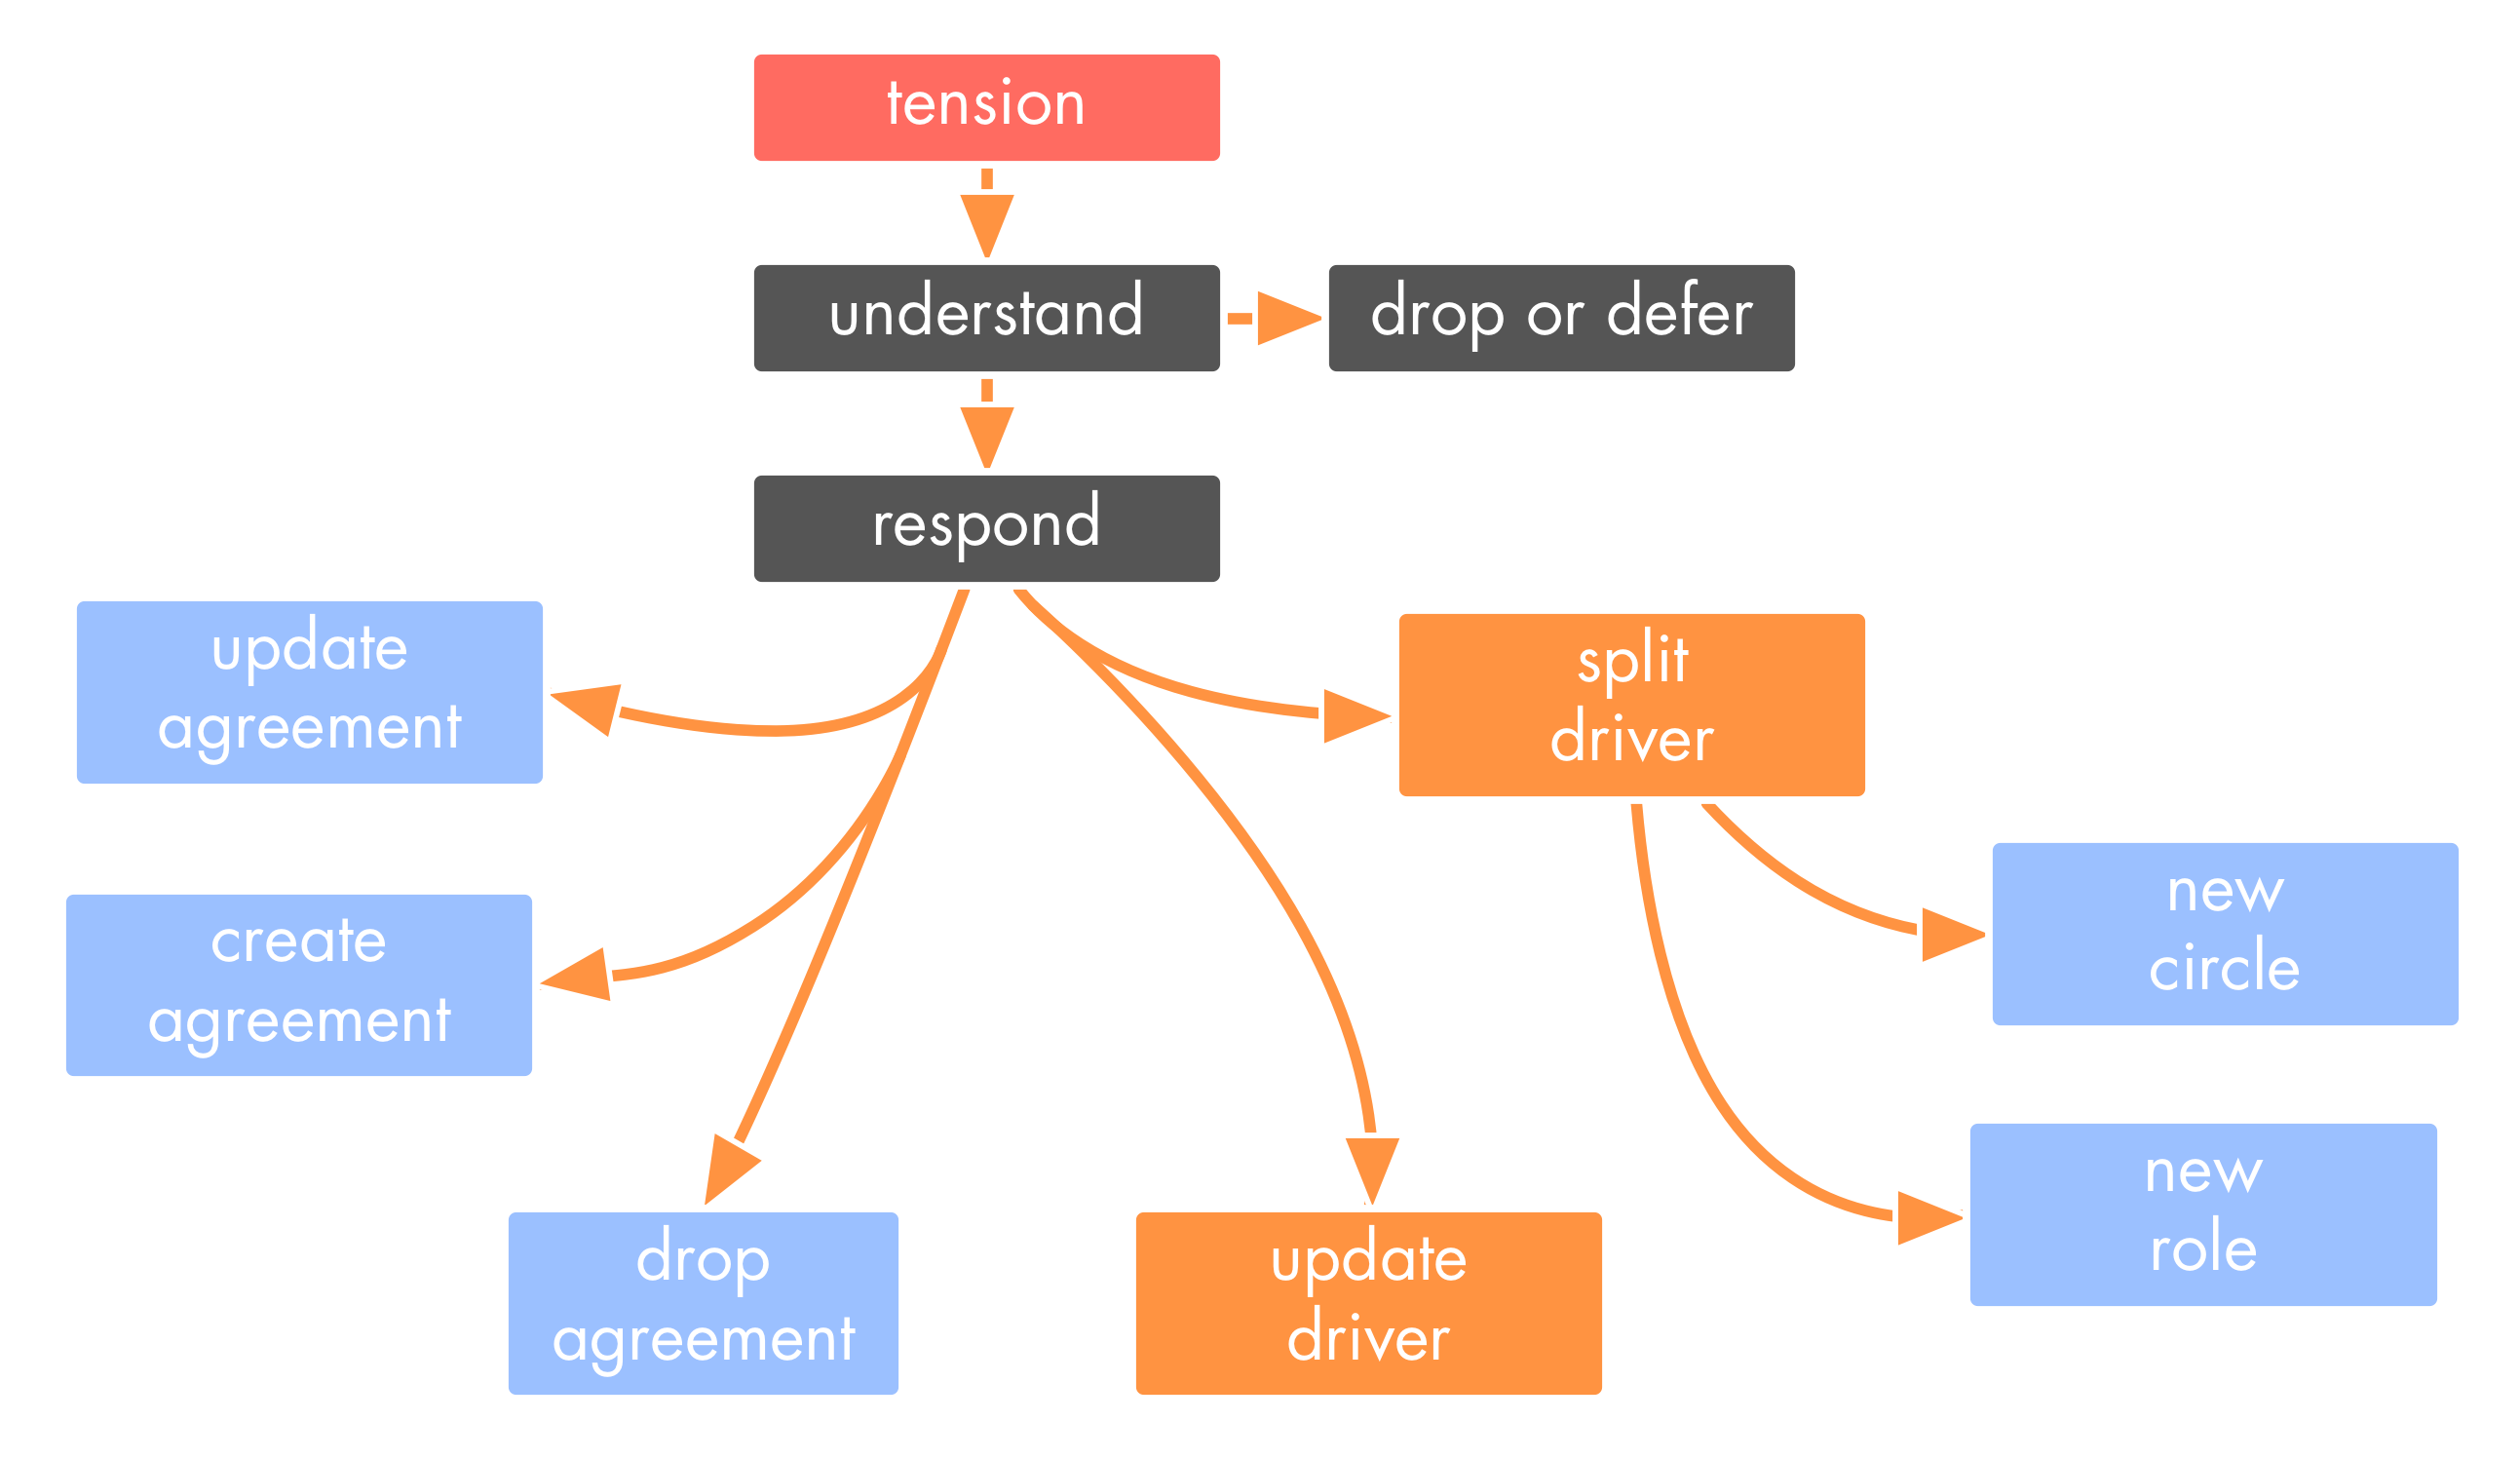 tension
understand
drop or defer
respond
update
agreement
split
driver
create
agreement
new
circle
new
role
drop
agreement
update
driver